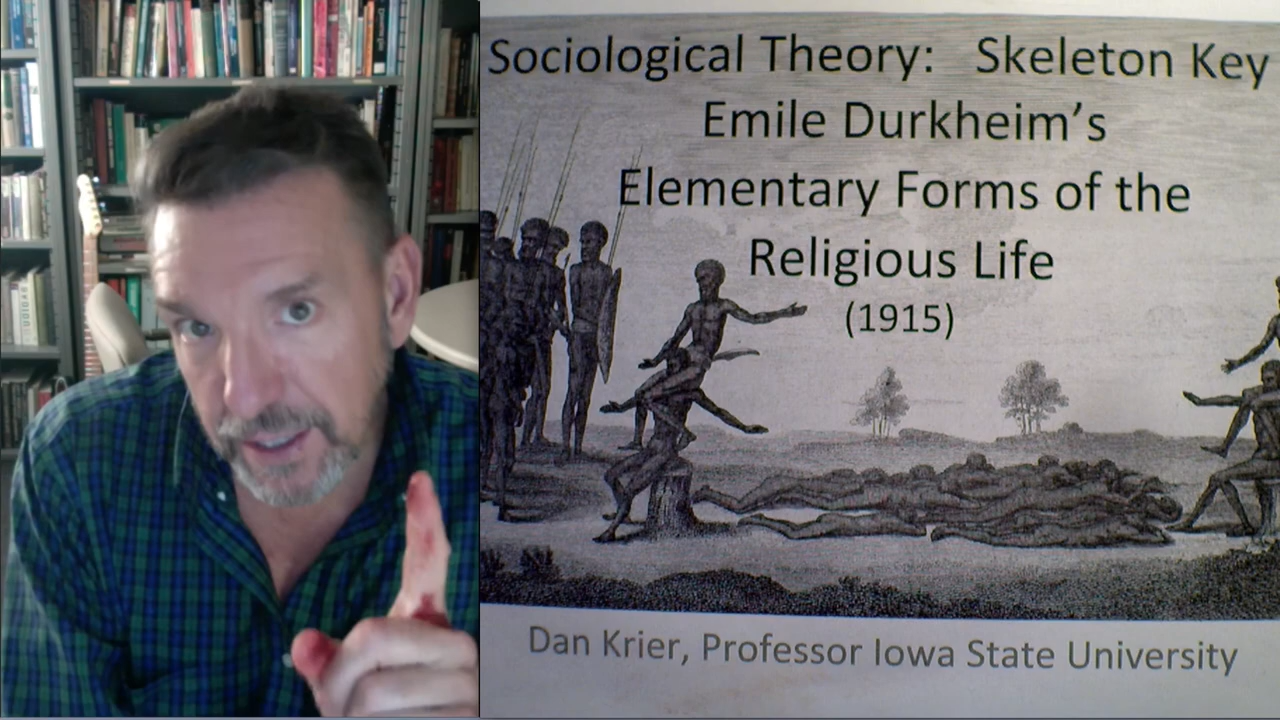 Sociological Theory: Skeleton Key
Emile Durkheim's
Elementary Forms of the
Religious Life
(1915)
Dan Krier, Professor Iowa State University